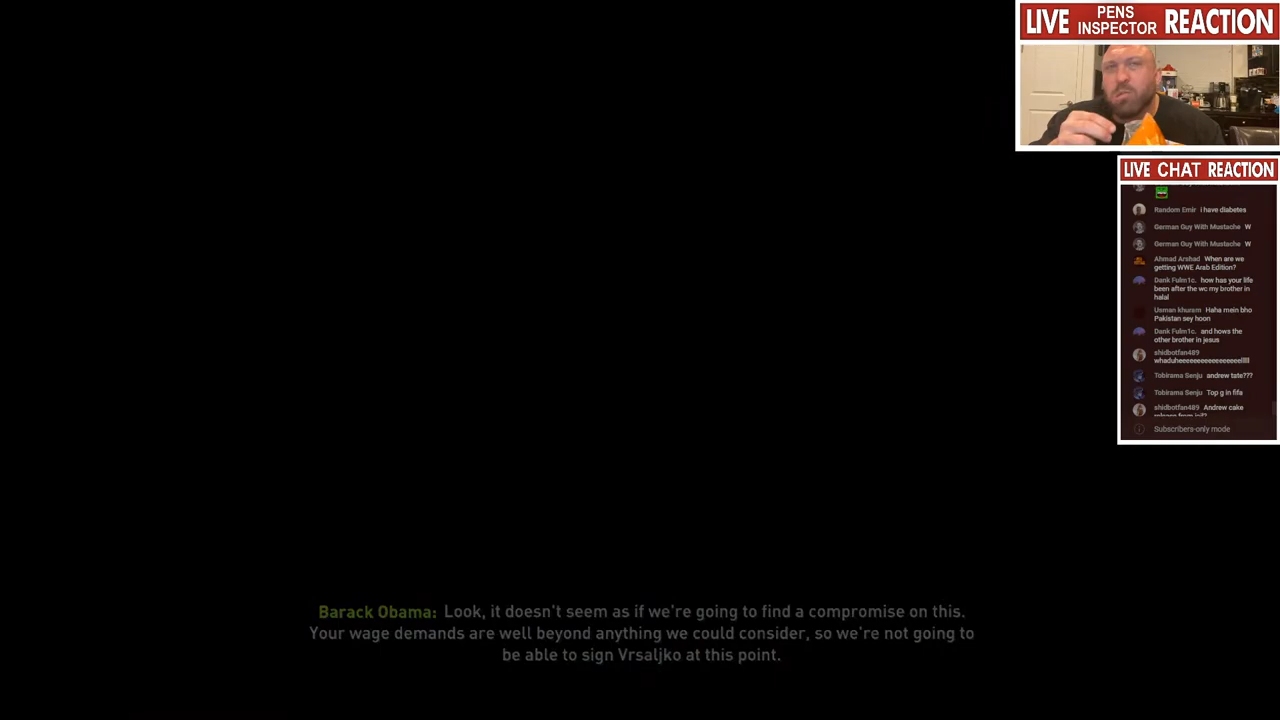 LIVE PENS INSPECTOR REACTION
LIVE CHAT REACTION
Random Emir i have diabetes
German Guy With Mustache W
German Guy With Mustache W
Ahmad Arshad When are we
getting WWE Arab Edition?
Dank Fulm1c. how has your life
been after the wc my brother in
halal
Usman khuram Haha mein bho
Pakistan sey hoon
Dank Fulm1c. and hows the
other brother in jesus
shidbotfan489
Tobirama Senju andrew tate???
Tobirama Senju Top g in fifa
shidbotfan489 Andrew cake
Subscribers-only mode
Barack Obama: Look, it doesn't seem as if we're going to find a compromise on this.
Your wage demands are well beyond anything we could consider, so we're not going to
be able to sign Vrsaljko at this point.